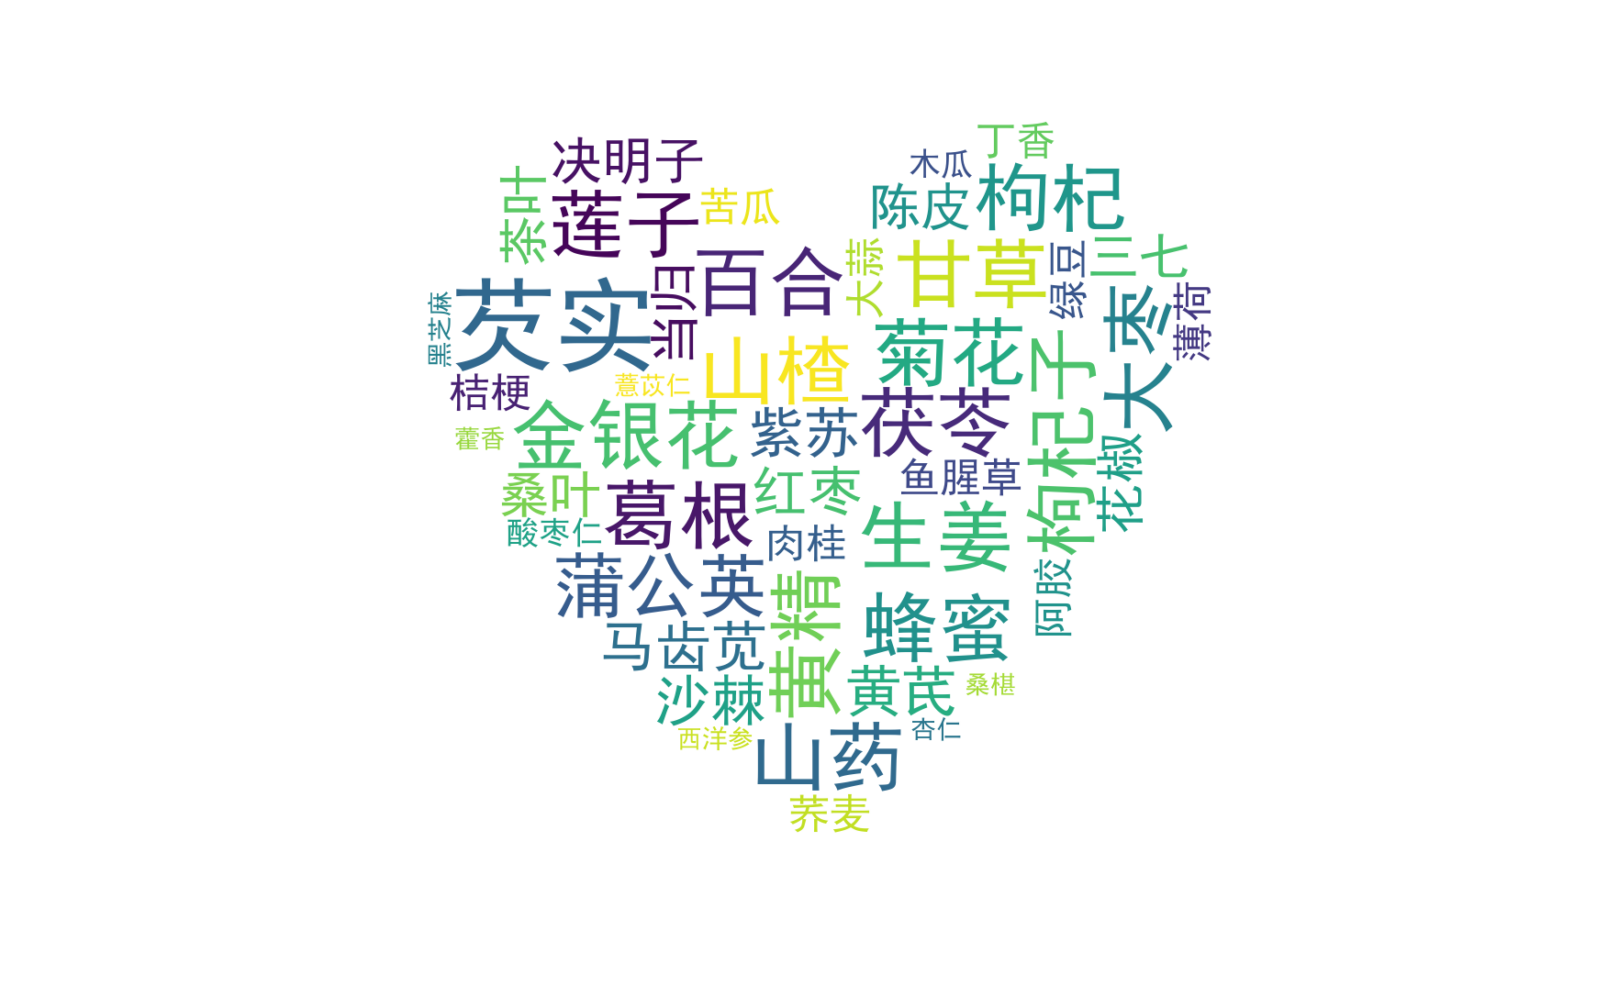 丁香
决明子
木瓜
枸杞
茶叶
莲子
苦瓜
陈皮
当归
百合
大蒜
甘草
绿豆
三七
芡实
黑芝麻
大枣
薄荷
山楂
菊花
枸杞子
桔梗
薏苡仁
金银花
紫苏
茯苓
藿香
花椒
鱼腥草
桑叶
葛根
红枣
生姜
酸枣仁
肉桂
蒲公英
黄精
阿胶
蜂蜜
马齿苋
沙棘
黄芪
桑椹
西洋参
山药
杏仁
荞麦